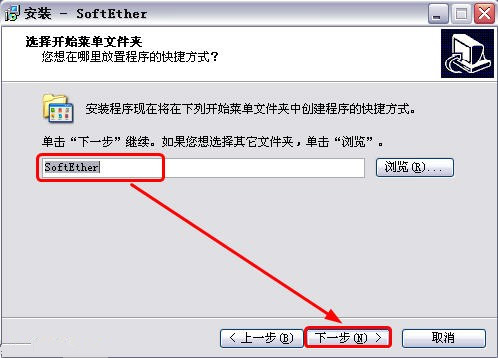 安装 - SoftEther
选择开始菜单文件夹
您想在哪里放置程序的快捷方式?
安装程序现在将在下列开始菜单文件夹中创建程序的快捷方式。
单击“下一步”继续。如果您想选择其它文件夹,单击“浏览”。
SoftEther
浏览(R)...
< 上一步(B)
下一步(N) >
取消